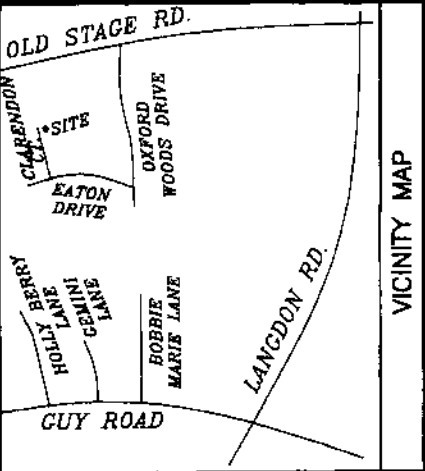 OLD STAGE RD.
CLARENDON
CT.
*SITE
OXFORD
WOODS DRIVE
EATON
DRIVE
HOLLY BERRY
LANE
GEMINI
LANE
BOBBIE
MARIE LANE
LANGDON RD.
GUY ROAD
VICINITY MAP